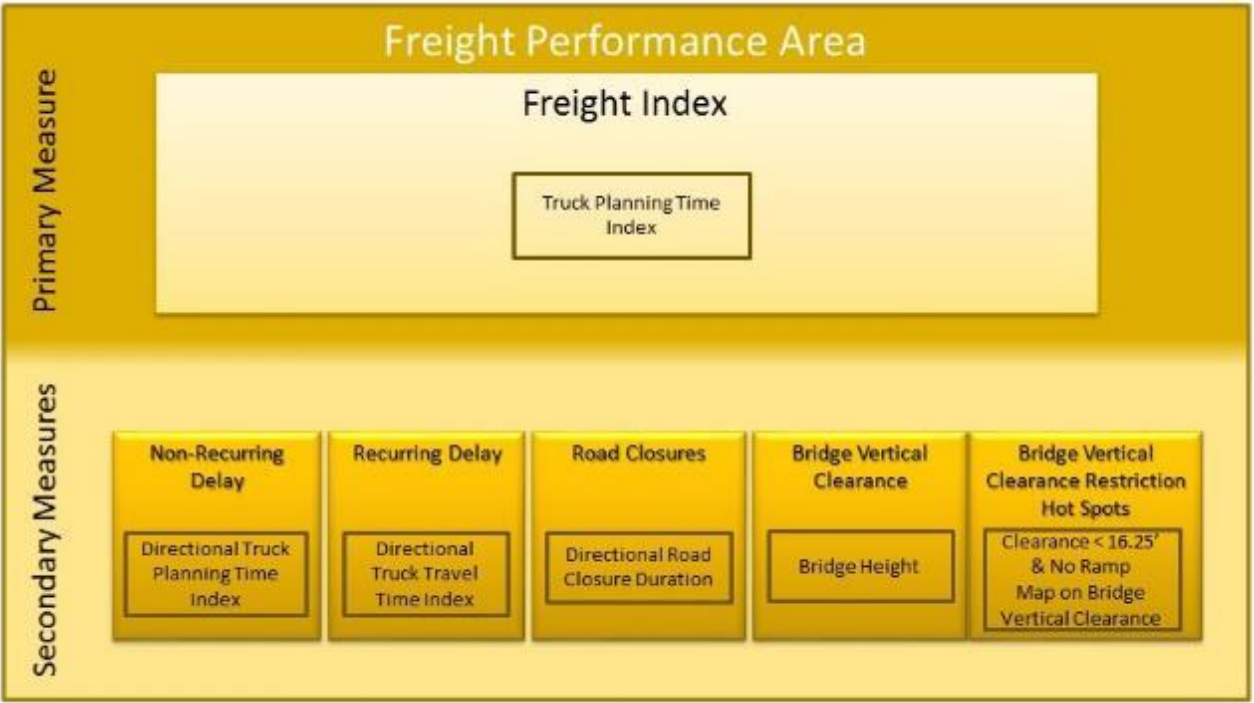 Freight Performance Area
Primary Measure
Freight Index
Truck Planning Time
Index
Secondary Measures
Non-Recurring
Delay
Directional Truck
Planning Time
Index
Recurring Delay
Directional
Truck Travel
Time Index
Road Closures
Directional Road
Closure Duration
Bridge Vertical
Clearance
Bridge Height
Bridge Vertical
Clearance Restriction
Hot Spots
Clearance < 16.25’
& No Ramp
Map on Bridge
Vertical Clearance